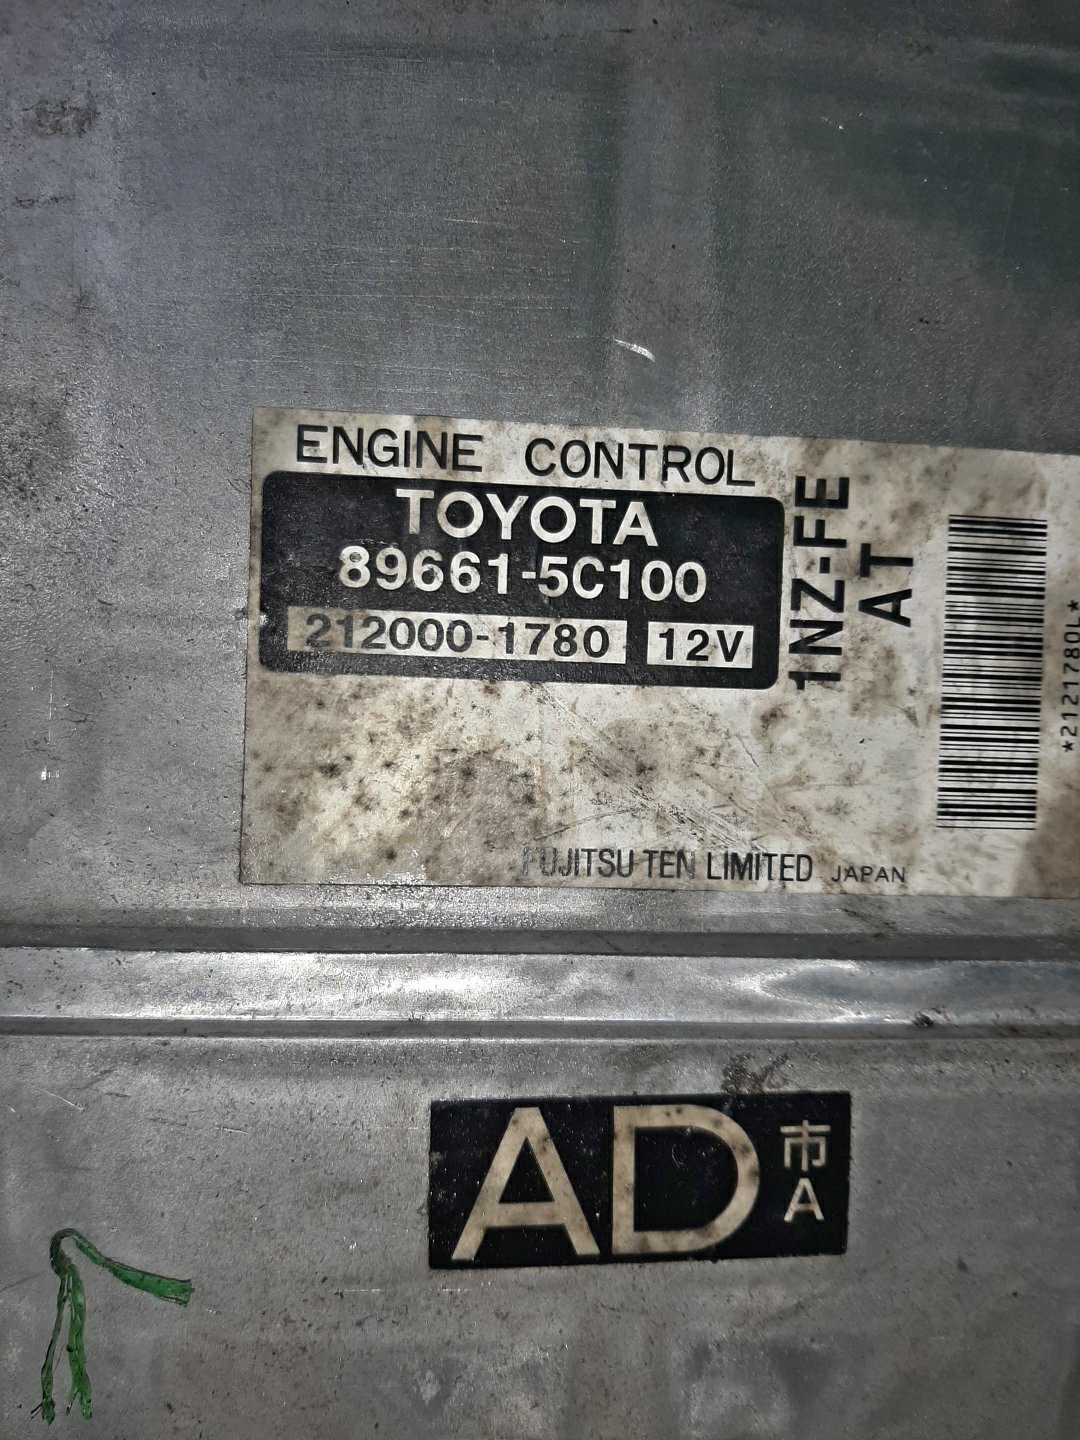 ENGINE CONTROL
TOYOTA
89661-5C100
212000-1780 12V
1NZ-FE
AT
*2121780L*
FUJITSU TEN LIMITED JAPAN
AD 市
A